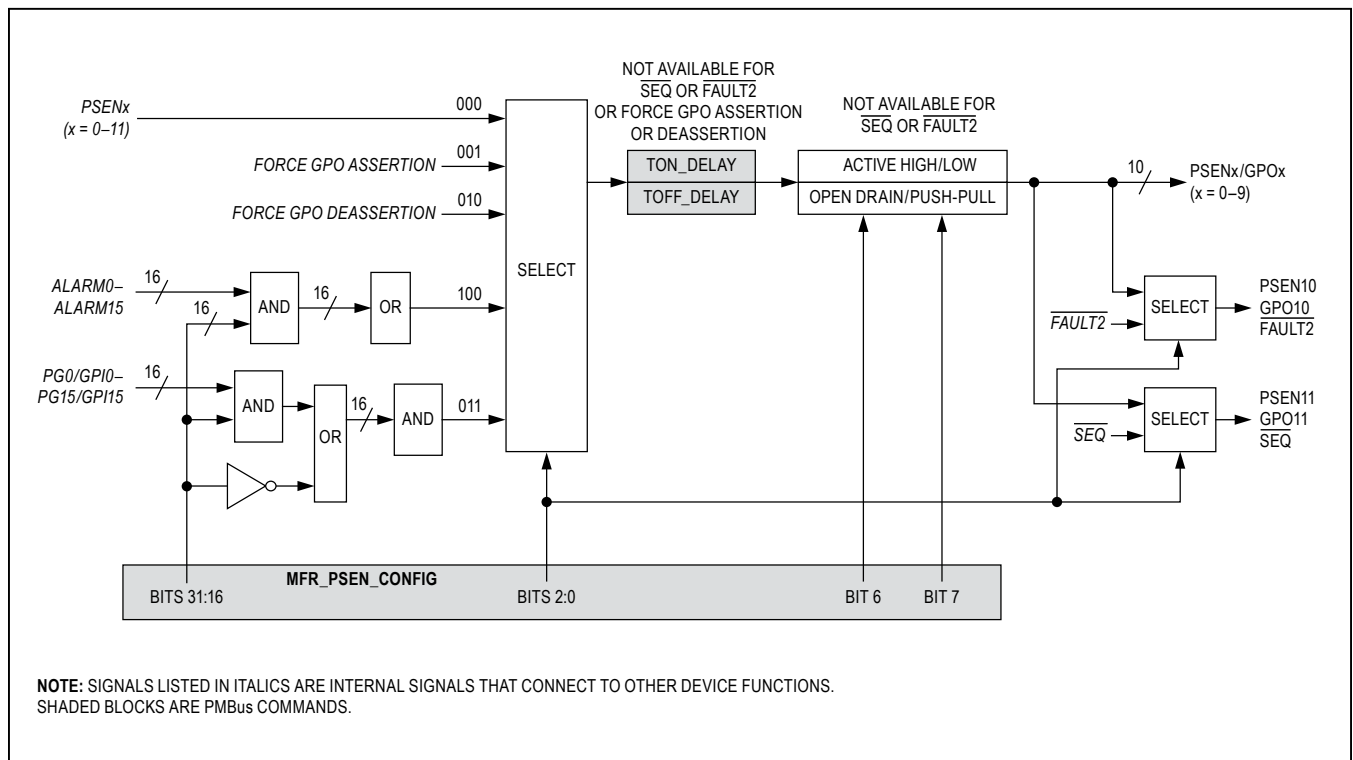 NOT AVAILABLE FOR
SEQ OR FAULT2
OR FORCE GPO ASSERTION
OR DEASSERTION
NOT AVAILABLE FOR
SEQ OR FAULT2
PSENx
(x = 0–11)
000
FORCE GPO ASSERTION
001
FORCE GPO DEASSERTION
010
TON_DELAY
TOFF_DELAY
ACTIVE HIGH/LOW
OPEN DRAIN/PUSH-PULL
10
PSENx/GPOx
(x = 0–9)
SELECT
ALARM0–
ALARM15
16
16
AND
16
OR
100
SELECT
FAULT2
PSEN10
GPO10
FAULT2
PG0/GPI0–
PG15/GPI15
16
AND
OR
16
AND
011
SELECT
SEQ
PSEN11
GPO11
SEQ
MFR_PSEN_CONFIG
BITS 31:16
BITS 2:0
BIT 6
BIT 7
NOTE: SIGNALS LISTED IN ITALICS ARE INTERNAL SIGNALS THAT CONNECT TO OTHER DEVICE FUNCTIONS.
SHADED BLOCKS ARE PMBus COMMANDS.